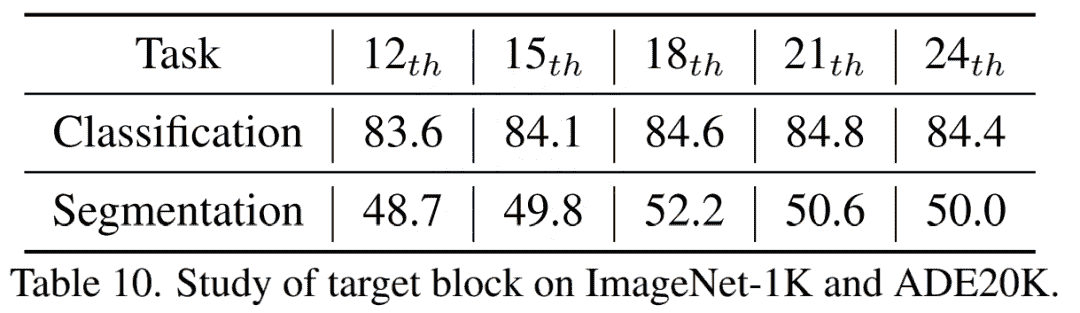 Task 12th 15th 18th 21th 24th
Classification 83.6 84.1 84.6 84.8 84.4
Segmentation 48.7 49.8 52.2 50.6 50.0
Table 10. Study of target block on ImageNet-1K and ADE20K.